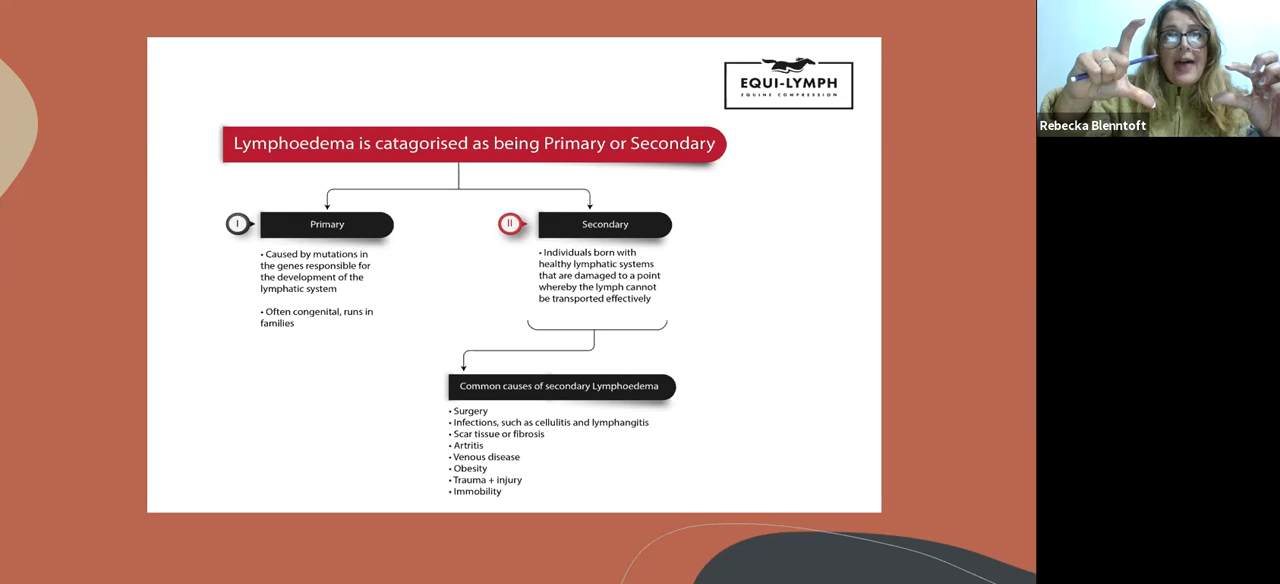 EQUI-LYMPH
EQUINE COMPRESSION
Rebecka Blenntoft
Lymphoedema is catagorised as being Primary or Secondary
I
Primary
• Caused by mutations in
the genes responsible for
the development of the
lymphatic system
• Often congenital, runs in
families
II
Secondary
• Individuals born with
healthy lymphatic systems
that are damaged to a point
whereby the lymph cannot
be transported effectively
Common causes of secondary Lymphoedema
• Surgery
• Infections, such as cellulitis and lymphangitis
• Scar tissue or fibrosis
• Artritis
• Venous disease
• Obesity
• Trauma + injury
• Immobility